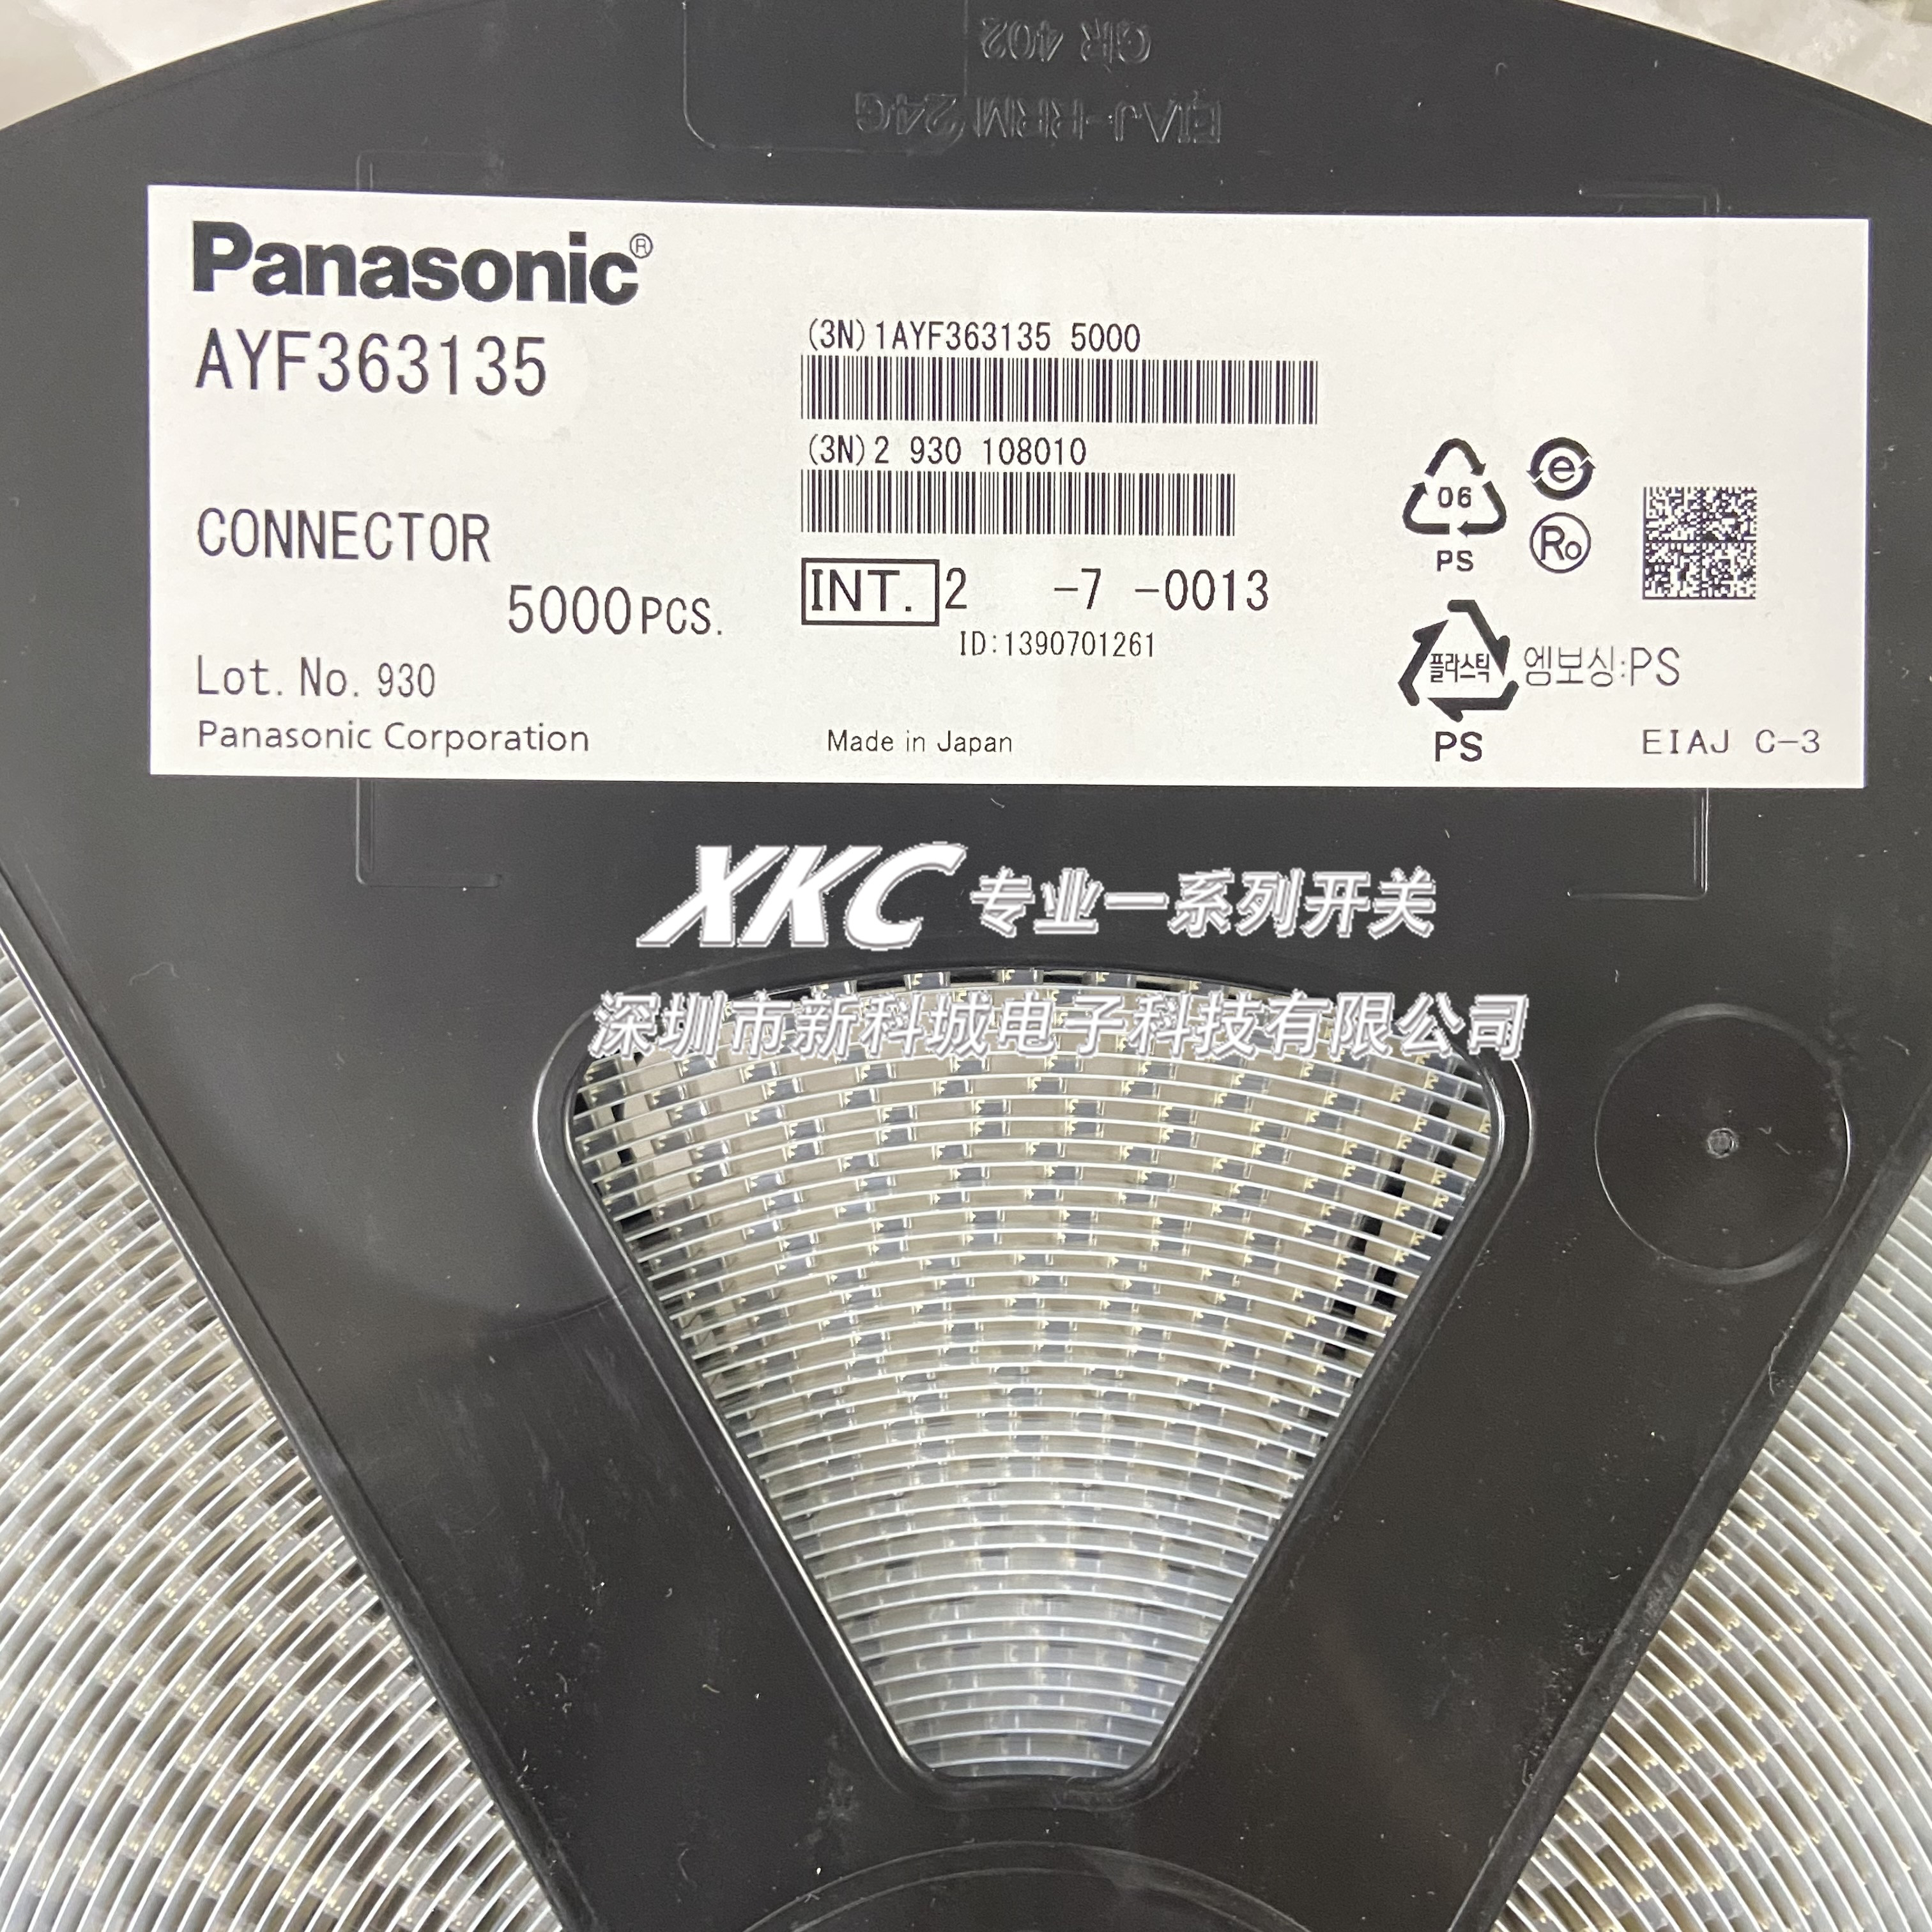 GR 402
EIAJ-RRM 24G
Panasonic®
AYF363135
(3N)1AYF363135 5000
(3N)2 930 108010
CONNECTOR
5000PCS.
INT. 2 -7 -0013
ID:1390701261
Lot. No. 930
Panasonic Corporation
Made in Japan
06
PS
e
Ro
플라스틱
엠보싱:PS
PS
EIAJ C-3
XKC 专业一系列开关
深圳市新科城电子科技有限公司